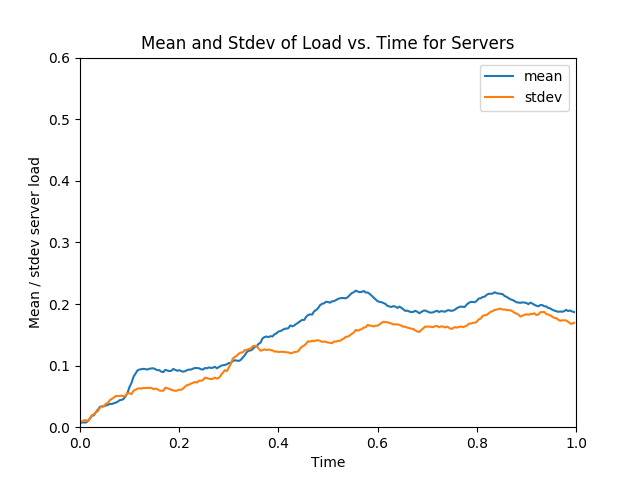 Mean and Stdev of Load vs. Time for Servers
mean
stdev
Mean / stdev server load
0.6
0.5
0.4
0.3
0.2
0.1
0.0
0.0 0.2 0.4 0.6 0.8 1.0
Time